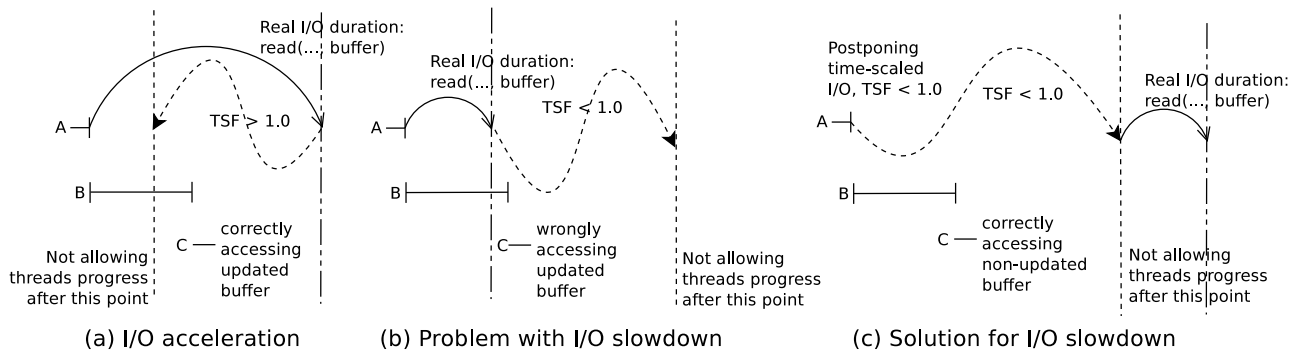 Real I/O duration:
read(..., buffer)
A
TSF > 1.0
B
C
correctly
accessing
updated
buffer
Not allowing
threads progress
after this point
(a) I/O acceleration
Real I/O duration:
read(..., buffer)
A
TSF < 1.0
B
C
wrongly
accessing
updated
buffer
Not allowing
threads progress
after this point
(b) Problem with I/O slowdown
Postponing
time-scaled
I/O, TSF < 1.0
TSF < 1.0
Real I/O duration:
read(... buffer)
A
B
C
correctly
accessing
non-updated
buffer
Not allowing
threads progress
after this point
(c) Solution for I/O slowdown